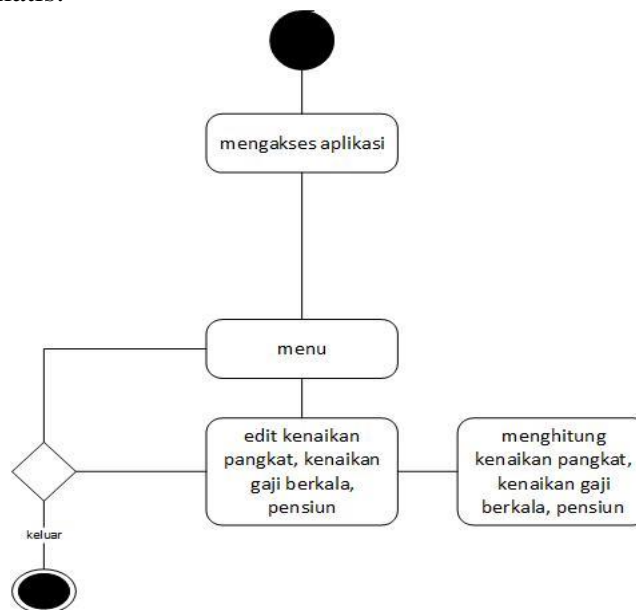 mengakses aplikasi
menu
edit kenaikan
pangkat, kenaikan
gaji berkala,
pensiun
menghitung
kenaikan pangkat,
kenaikan gaji
berkala, pensiun
keluar